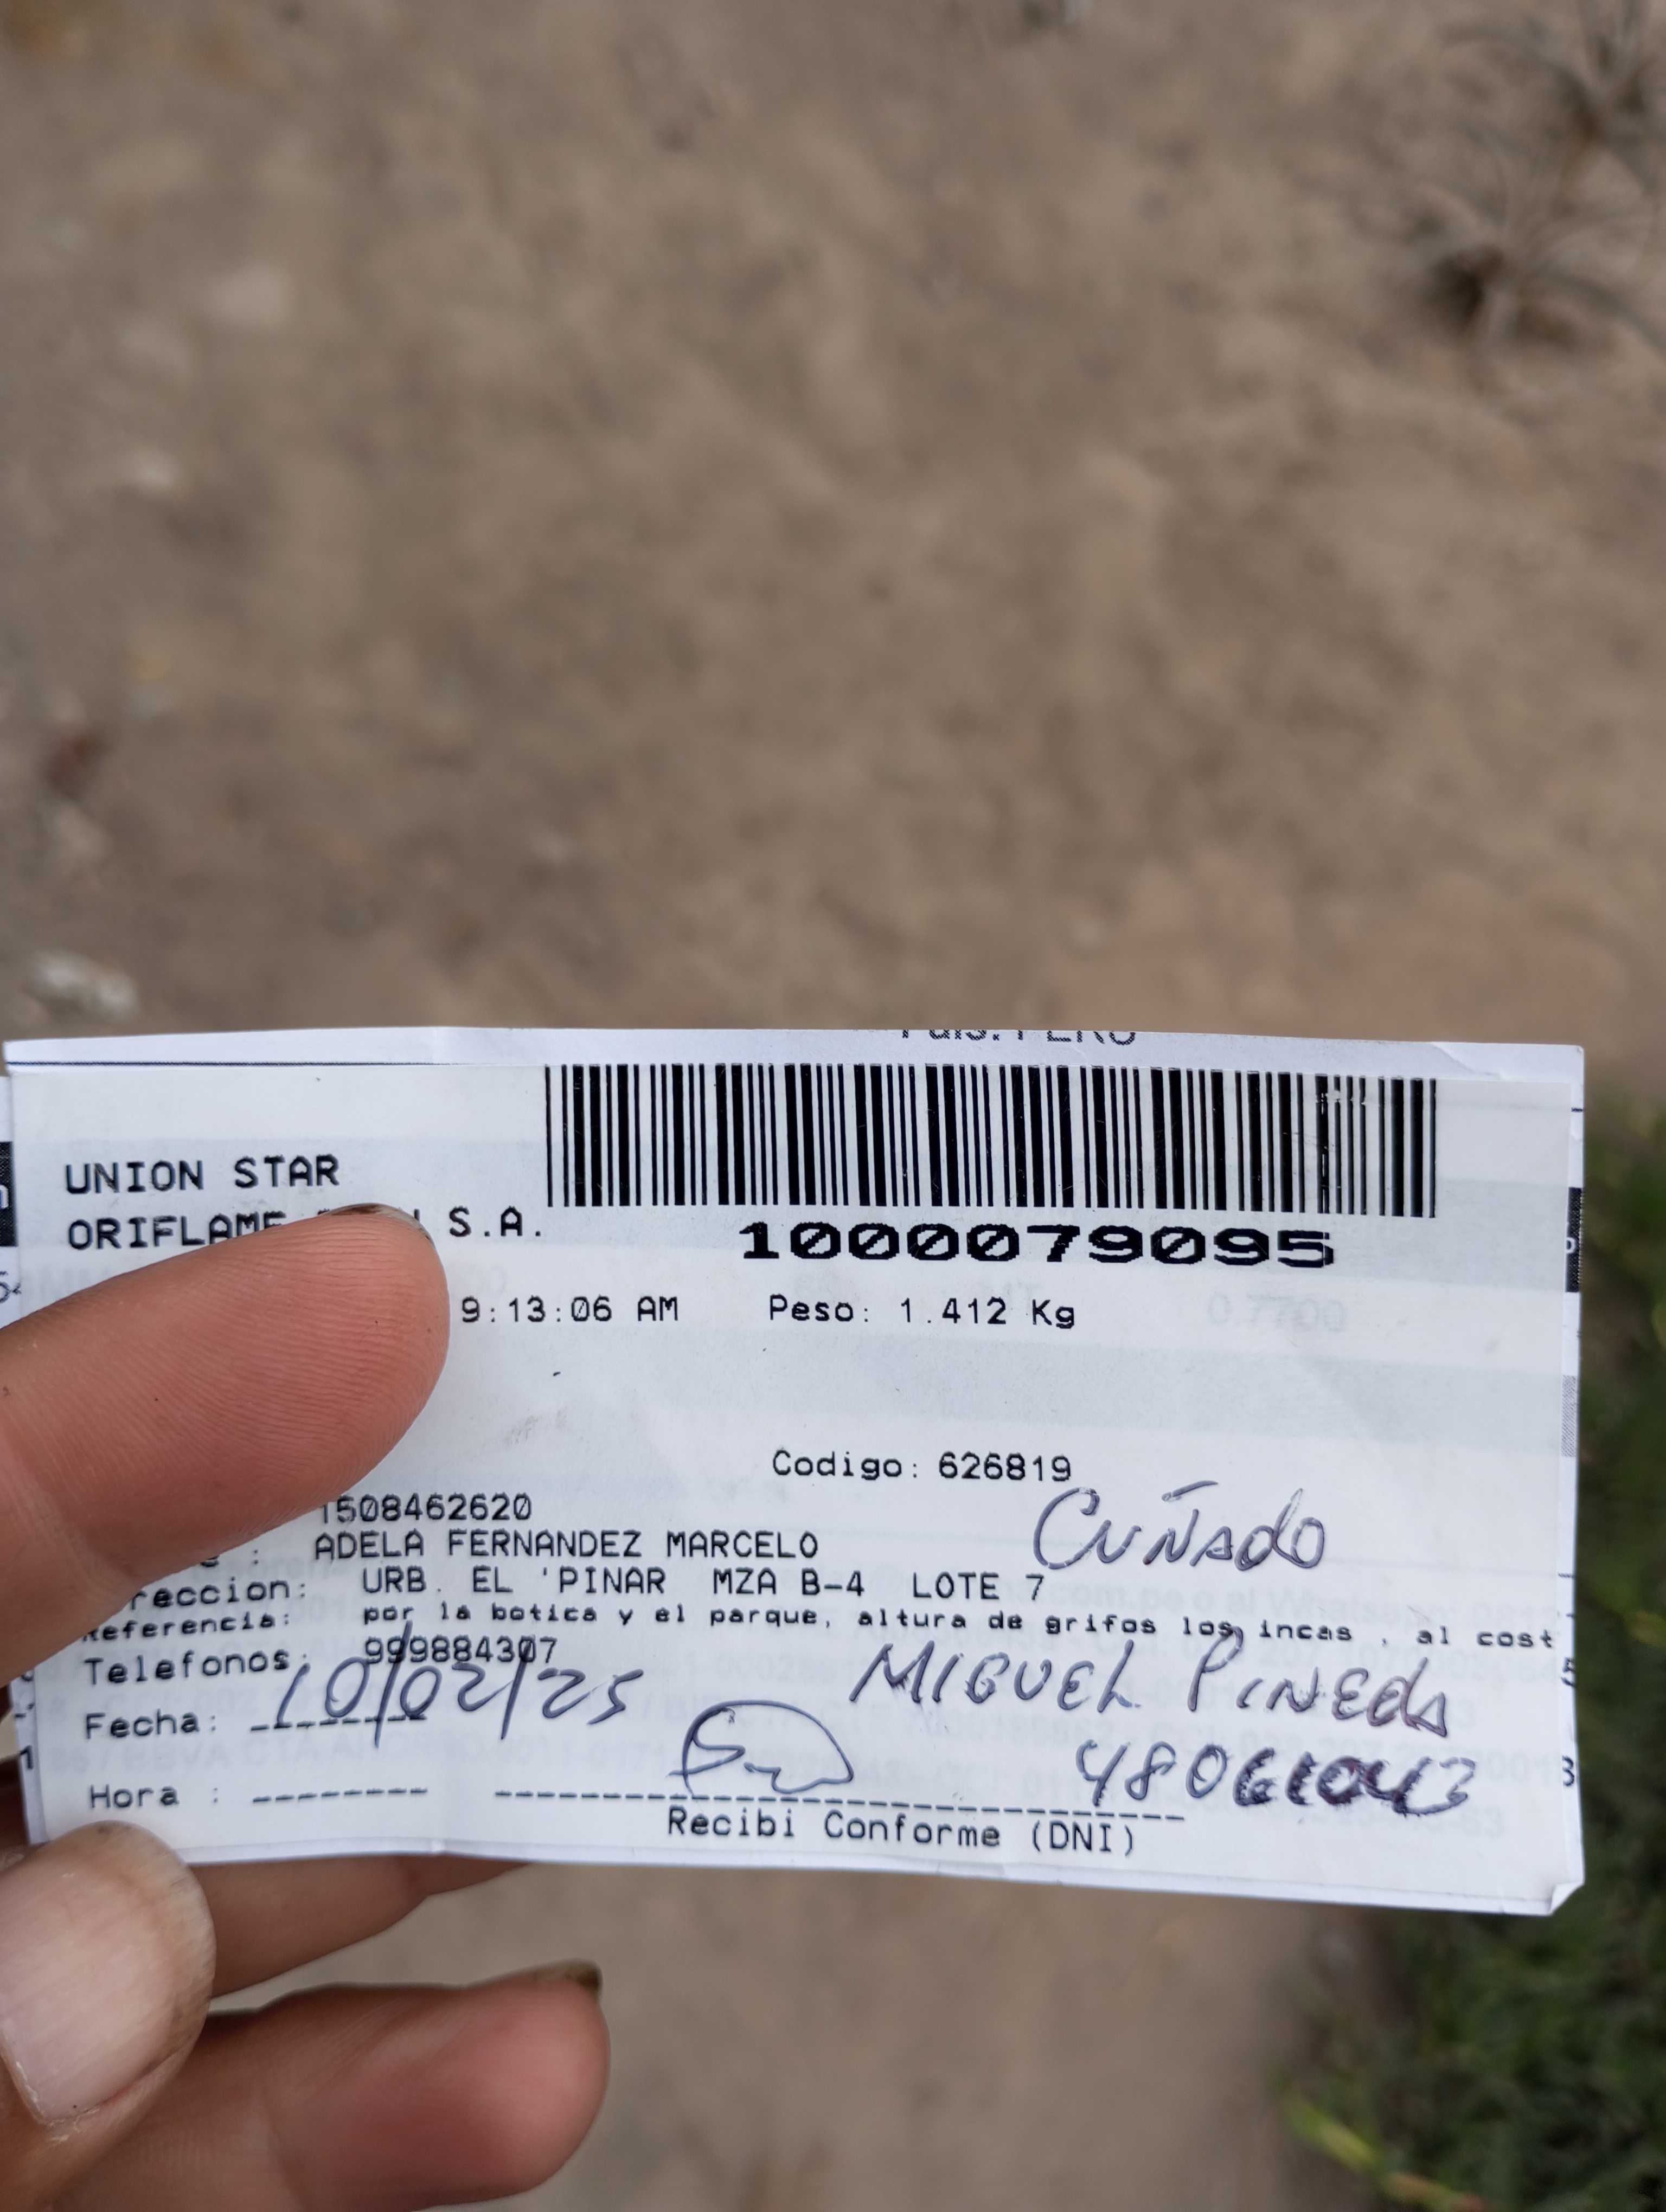 UNION STAR
ORIFLAME S.A.
1000079095
9:13:06 AM Peso: 1.412 Kg
Codigo: 626819
1508462620
CUÑADO
: ADELA FERNANDEZ MARCELO
reccion: URB. EL 'PINAR MZA B-4 LOTE 7
Referencia: por la botica y el parque, altura de grifos los incas , al cost
Telefonos: 999884307
MIGUEL PINEDA
Fecha: 10/02/25
Hora :
Recibi Conforme (DNI)